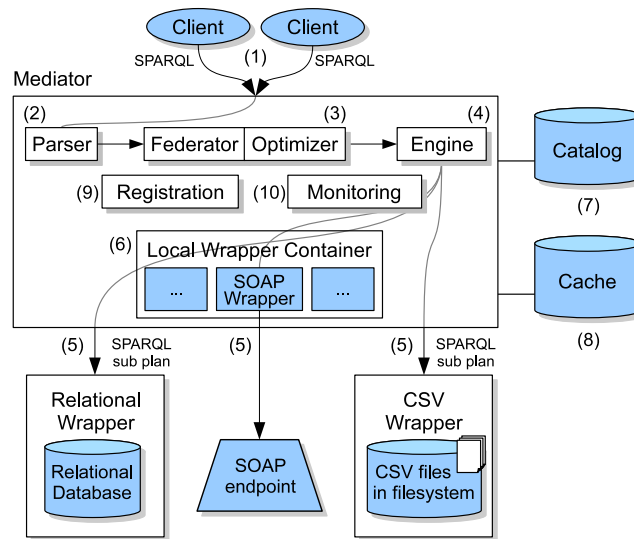 Client
Client
SPARQL
(1)
SPARQL
Mediator
(2)
(3)
(4)
Parser
Federator
Optimizer
Engine
Catalog
(7)
(9)
Registration
(10)
Monitoring
(6)
Local Wrapper Container
...
SOAP
Wrapper
...
Cache
(8)
(5)
SPARQL
sub plan
(5)
(5)
SPARQL
sub plan
Relational
Wrapper
Relational
Database
SOAP
endpoint
CSV
Wrapper
CSV files
in filesystem